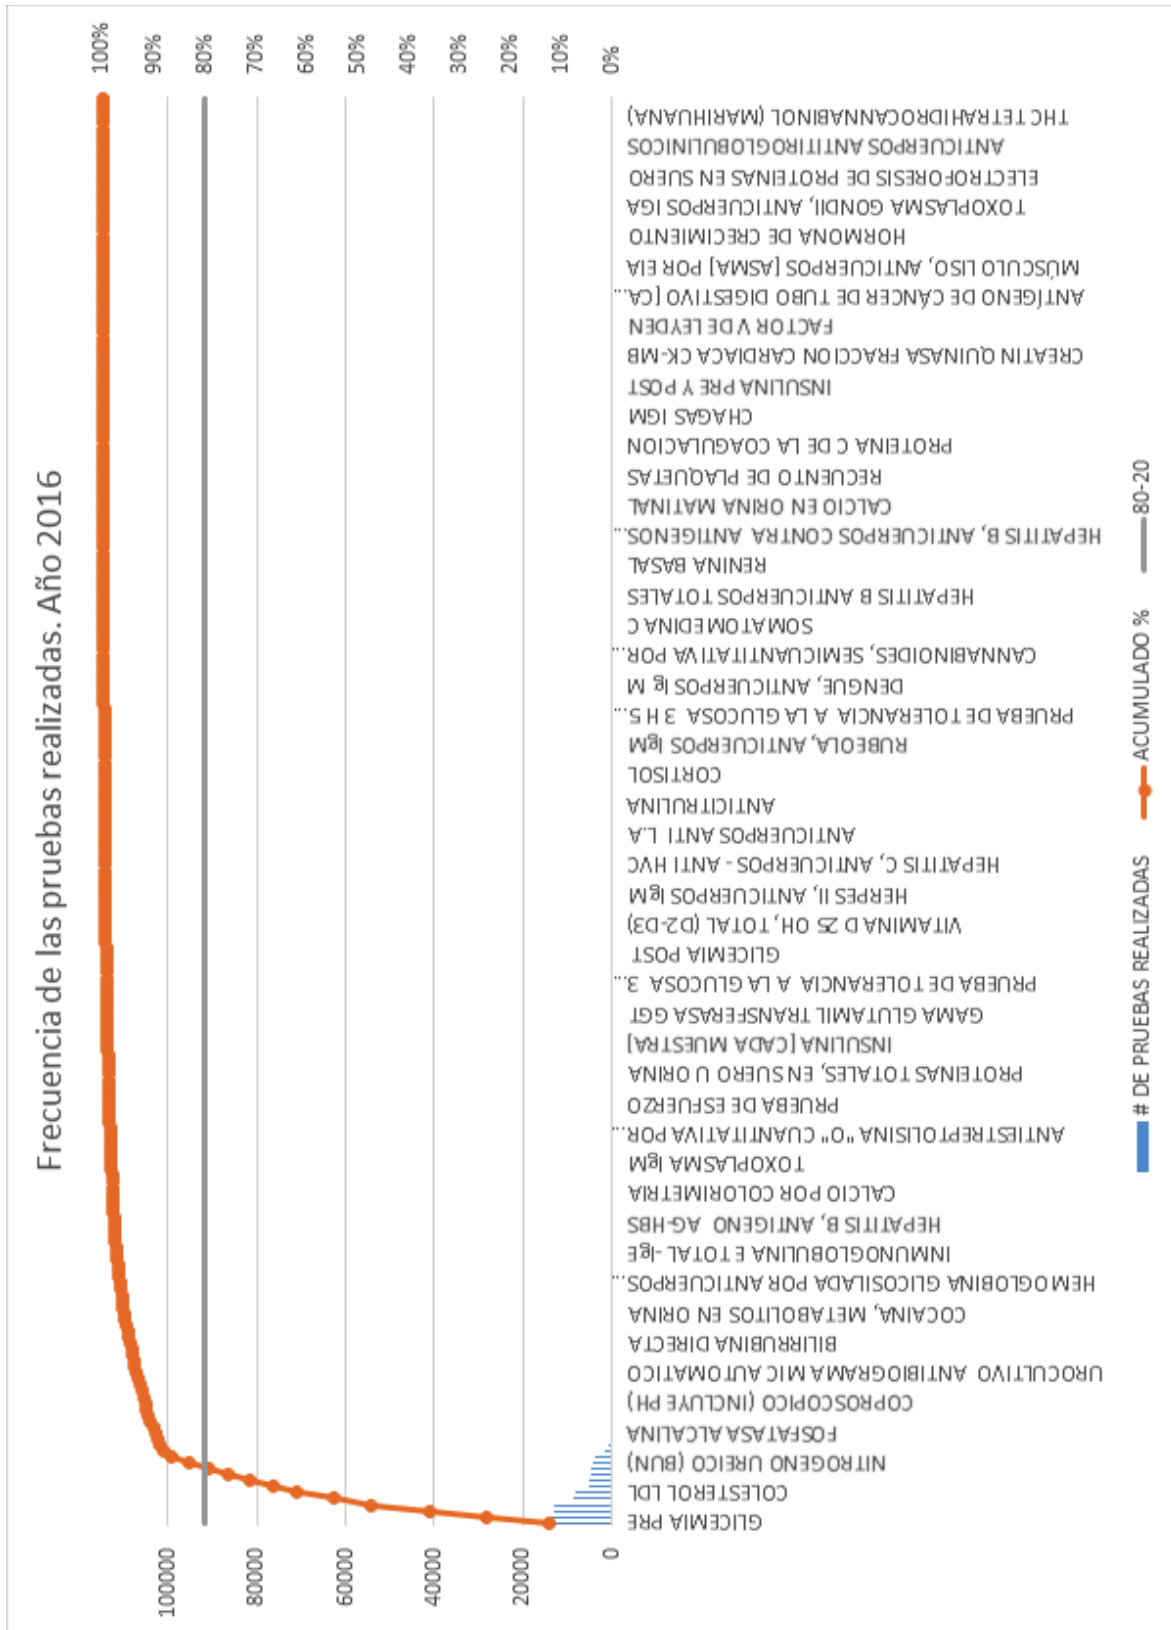 Frecuencia de las pruebas realizadas. Año 2016
100000
80000
60000
40000
20000
0
100%
90%
80%
70%
60%
50%
40%
30%
20%
10%
0%
GLICEMIA PRE
COLESTEROL LDL
NITROGENO UREICO (BUN)
FOSFATASA ALCALINA
COPROSCOPICO (INCLUYE PH)
UROCULTIVO ANTIBIOGRAMA MIC AUTOMATICO
BILIRRUBINA DIRECTA
COCAINA, METABOLITOS EN ORINA
HEMOGLOBINA GLICOSILADA POR ANTICUERPOS...
INMUNOGLOBULINA E TOTAL -IgE
HEPATITIS B, ANTIGENO AG-HBS
CALCIO POR COLORIMETRIA
TOXOPLASMA IgM
ANTIESTREPTOLISINA "O" CUANTITATIVA POR...
PRUEBA DE ESFUERZO
PROTEINAS TOTALES, EN SUERO U ORINA
INSULINA [CADA MUESTRA]
GAMA GLUTAMIL TRANSFERASA GGT
PRUEBA DE TOLERANCIA A LA GLUCOSA 3...
GLICEMIA POST
VITAMINA D 25 OH, TOTAL (D2-D3)
HERPES II, ANTICUERPOS IgM
HEPATITIS C, ANTICUERPOS - ANTI HVC
ANTICUERPOS ANTI L.A
ANTICITRULINA
CORTISOL
RUBEOLA, ANTICUERPOS IgM
PRUEBA DE TOLERANCIA A LA GLUCOSA 3 H 5...
DENGUE, ANTICUERPOS Ig M
CANNABINOIDES, SEMICUANTITATIVA POR...
SOMATOMEDINA C
HEPATITIS B ANTICUERPOS TOTALES
RENINA BASAL
HEPATITIS B, ANTICUERPOS CONTRA ANTIGENOS...
CALCIO EN ORINA MATINAL
RECUENTO DE PLAQUETAS
PROTEINA C DE LA COAGULACION
CHAGAS IGM
INSULINA PRE Y POST
CREATIN QUINASA FRACCION CARDIACA CK-MB
FACTOR V DE LEYDEN
ANTÍGENO DE CÁNCER DE TUBO DIGESTIVO [CA...
MÚSCULO LISO, ANTICUERPOS [ASMA] POR EIA
HORMONA DE CRECIMIENTO
TOXOPLASMA GONDII, ANTICUERPOS IGA
ELECTROFORESIS DE PROTEINAS EN SUERO
ANTICUERPOS ANTITIROGLOBULINICOS
THC TETRAHIDROCANNABINOL (MARIHUANA)
# DE PRUEBAS REALIZADAS
ACUMULADO %
80-20